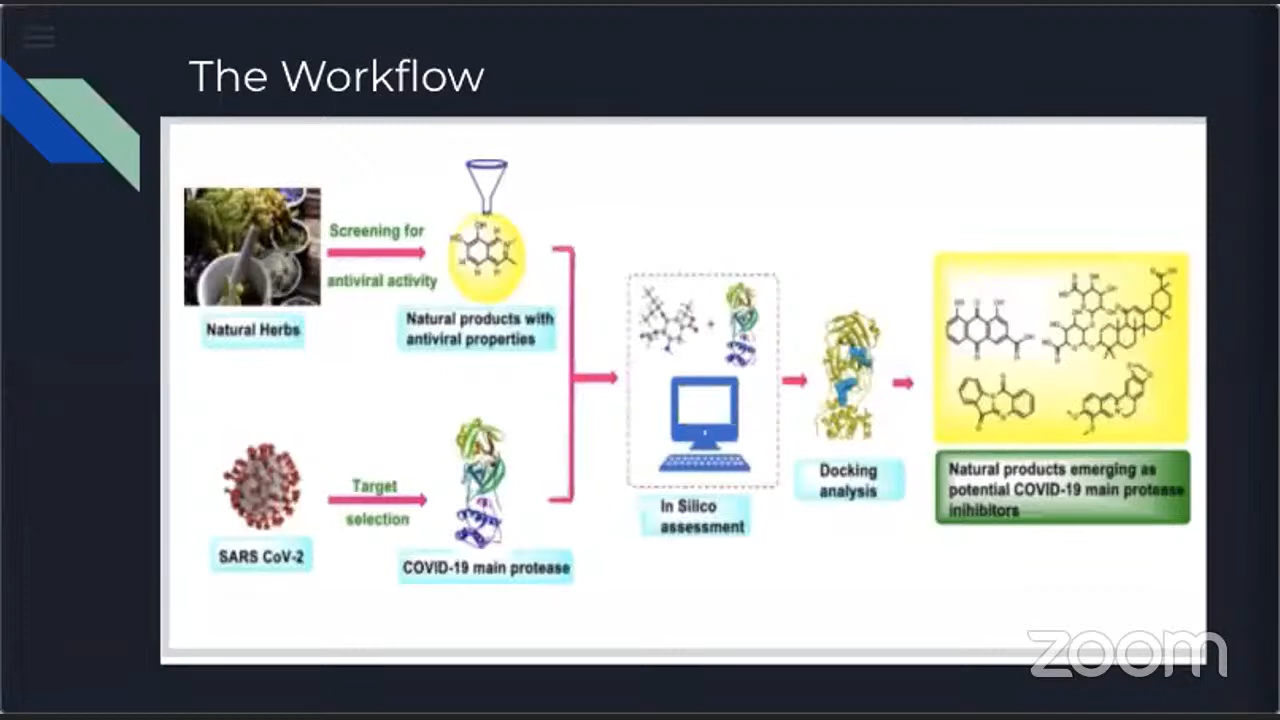 The Workflow
Screening for
antiviral activity
Natural Herbs
Natural products with
antiviral properties
Target
selection
SARS CoV-2
COVID-19 main protease
In Silico
assessment
Docking
analysis
Natural products emerging as
potential COVID-19 main protease
inihibitors
zoom